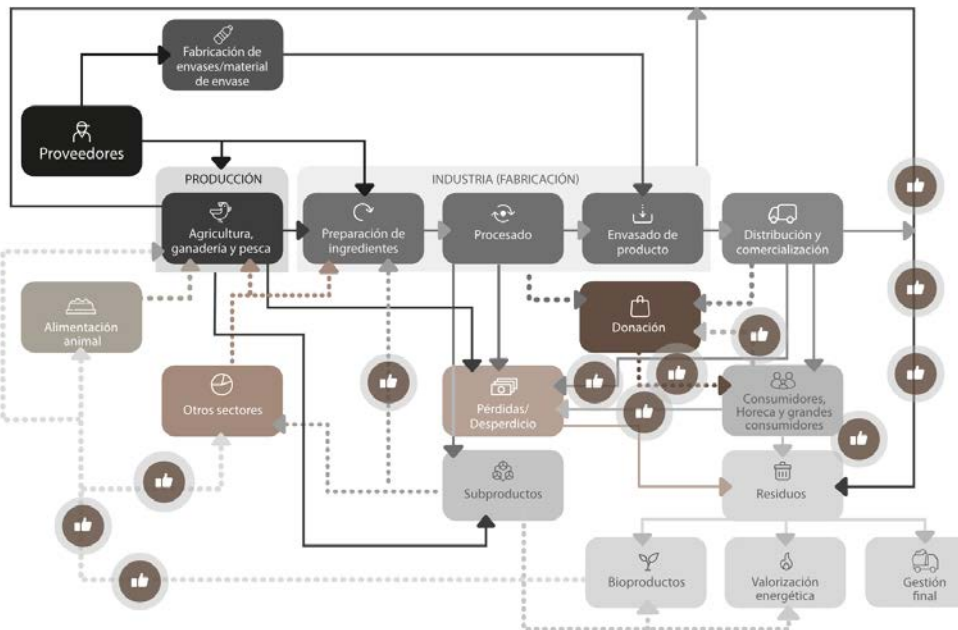 Fabricación de
envases/material
de envase
Proveedores
PRODUCCIÓN
INDUSTRIA (FABRICACIÓN)
Agricultura,
ganadería y pesca
Preparación de
ingredientes
Procesado
Envasado de
producto
Distribución y
comercialización
Alimentación
animal
Donación
Otros sectores
Pérdidas/
Desperdicio
Consumidores,
Horeca y grandes
consumidores
Subproductos
Residuos
Bioproductos
Valorización
energética
Gestión
final